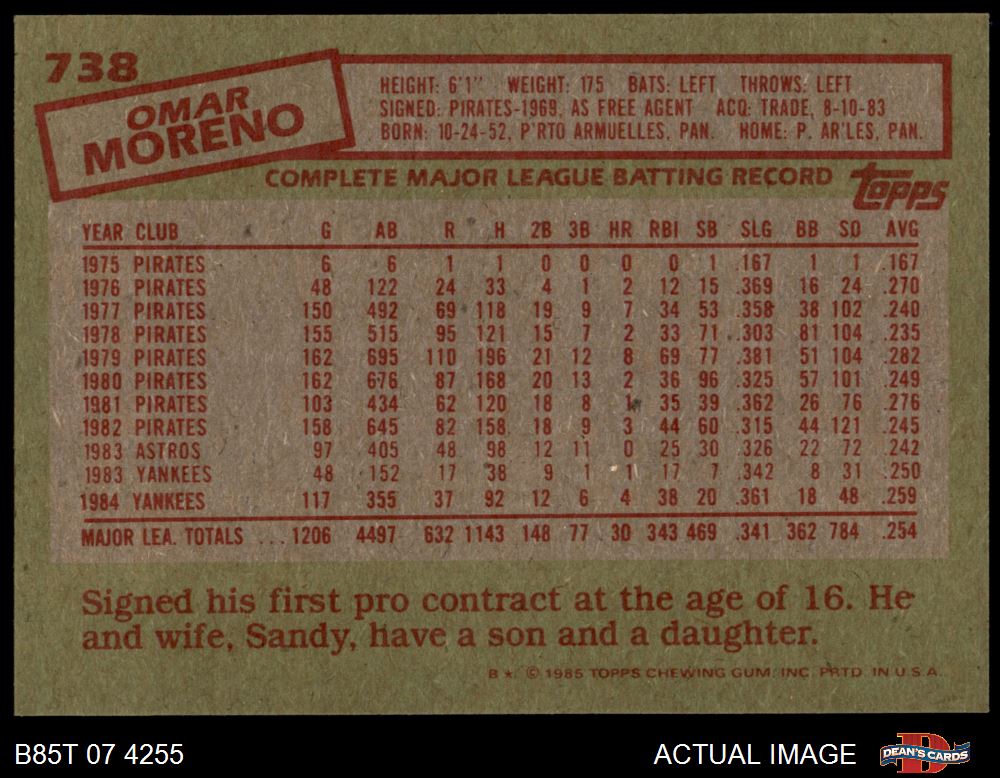 738
OMAR
MORENO
HEIGHT: 6'1" WEIGHT: 175 BATS: LEFT THROWS: LEFT
SIGNED: PIRATES-1969, AS FREE AGENT ACQ: TRADE, 8-10-83
BORN: 10-24-52, P'RTO ARMUELLES, PAN. HOME: P. AR'LES, PAN.
COMPLETE MAJOR LEAGUE BATTING RECORD topps
YEAR CLUB G AB R H 2B 3B HR RBI SB SLG BB SO AVG
1975 PIRATES 6 6 1 1 0 0 0 0 1 .167 1 1 .167
1976 PIRATES 48 122 24 33 4 1 2 12 15 .369 16 24 .270
1977 PIRATES 150 492 69 118 19 9 7 34 53 .358 38 102 .240
1978 PIRATES 155 515 95 121 15 7 2 33 71 .303 81 104 .235
1979 PIRATES 162 695 110 196 21 12 8 69 77 .381 51 104 .282
1980 PIRATES 162 676 87 168 20 13 2 36 96 .325 57 101 .249
1981 PIRATES 103 434 62 120 18 8 1 35 39 .362 26 76 .276
1982 PIRATES 158 645 82 158 18 9 3 44 60 .315 44 121 .245
1983 ASTROS 97 405 48 98 12 11 0 25 30 .326 22 72 .242
1983 YANKEES 48 152 17 38 9 1 1 17 7 .342 8 31 .250
1984 YANKEES 117 355 37 92 12 6 4 38 20 .361 18 48 .259
MAJOR LEA. TOTALS ... 1206 4497 632 1143 148 77 30 343 469 .341 362 784 .254
Signed his first pro contract at the age of 16. He
and wife, Sandy, have a son and a daughter.
B★ © 1985 TOPPS CHEWING GUM, INC. PRTD. IN U.S.A.
B85T 07 4255 ACTUAL IMAGE DEAN'S CARDS